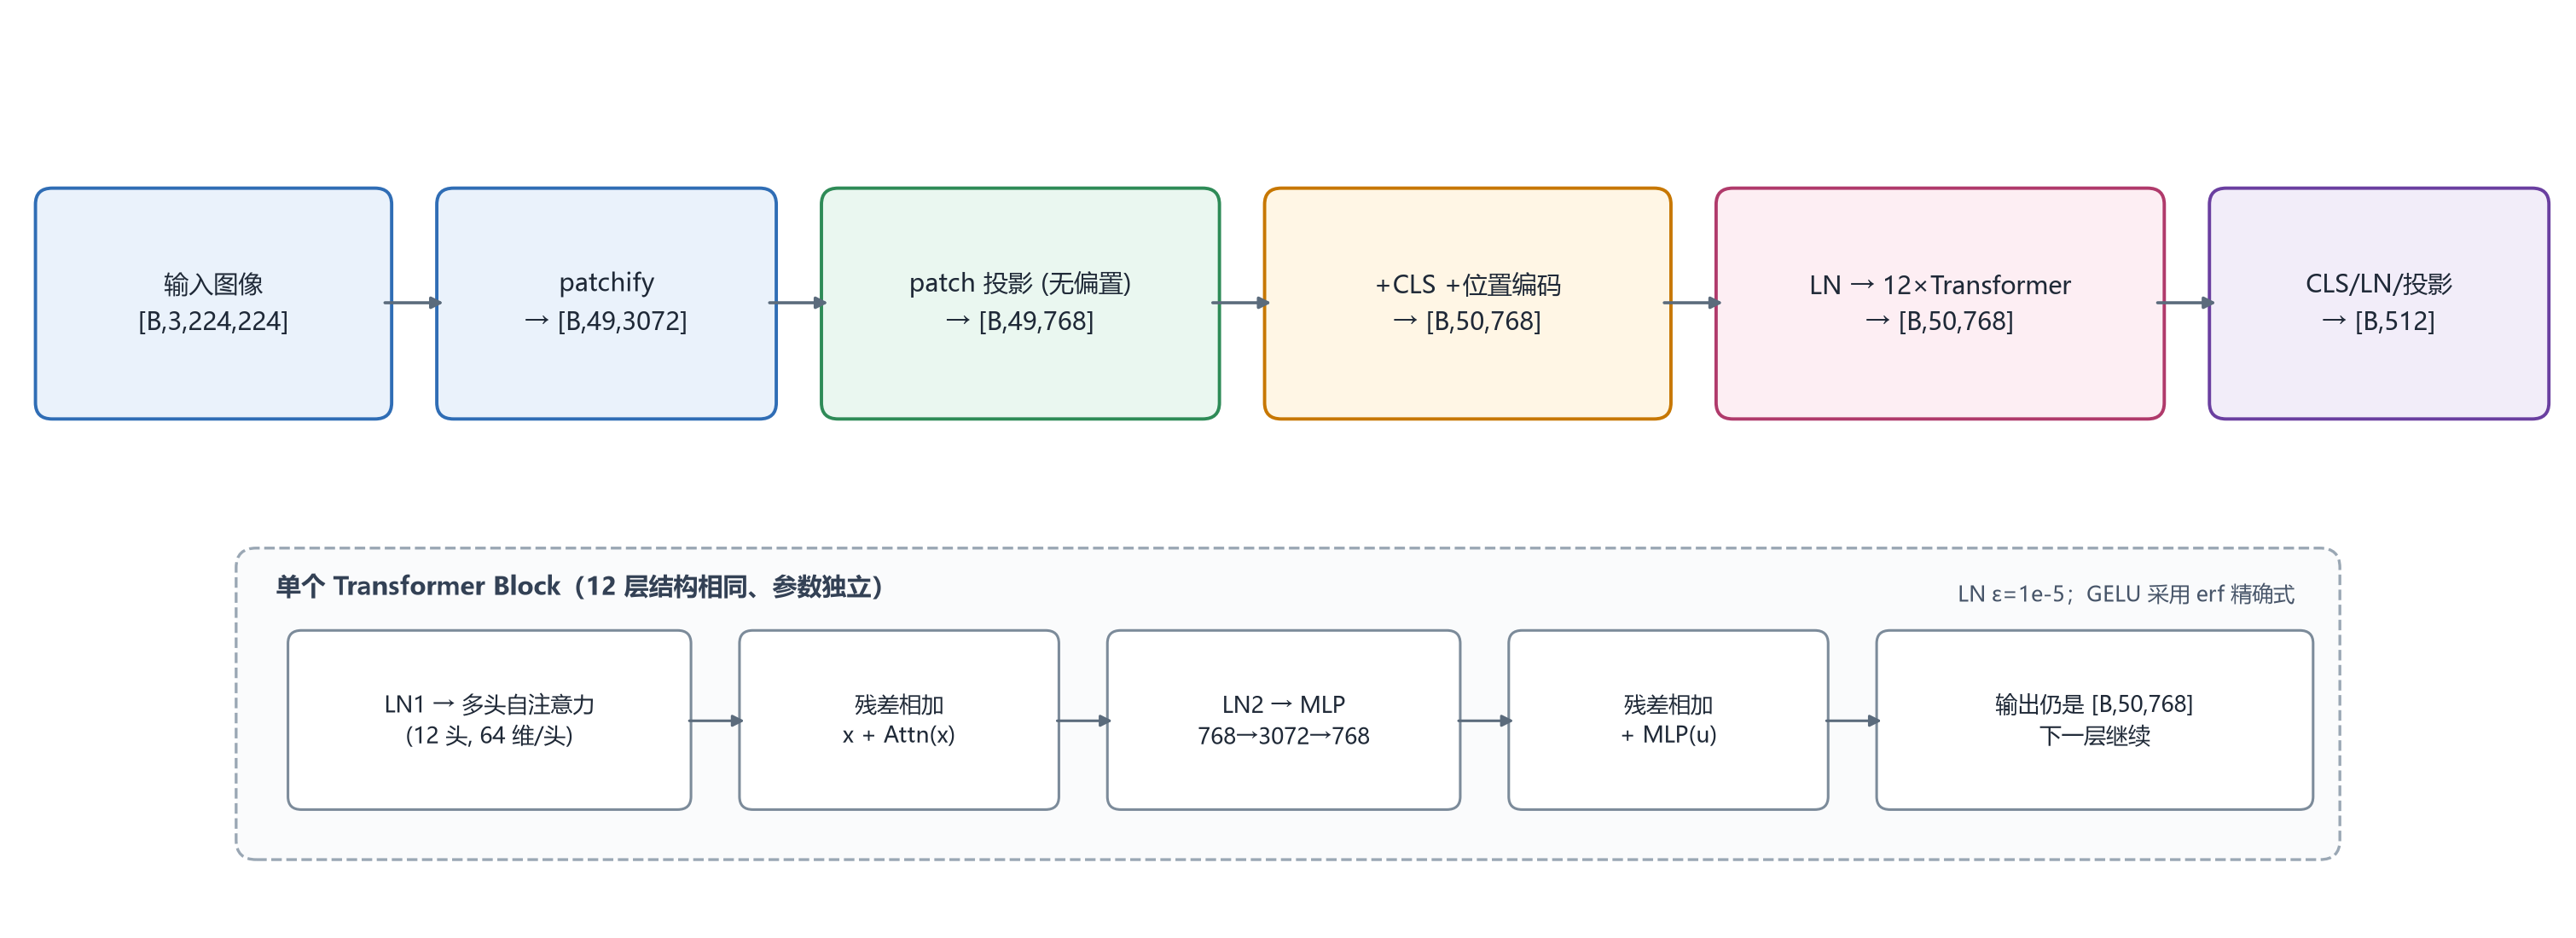 输入图像
[B,3,224,224]
patchify
→ [B,49,3072]
patch 投影 (无偏置)
→ [B,49,768]
+CLS +位置编码
→ [B,50,768]
LN → 12×Transformer
→ [B,50,768]
CLS/LN/投影
→ [B,512]
单个 Transformer Block（12 层结构相同、参数独立）
LN ε=1e-5；GELU 采用 erf 精确式
LN1 → 多头自注意力
(12 头, 64 维/头)
残差相加
x + Attn(x)
LN2 → MLP
768→3072→768
残差相加
+ MLP(u)
输出仍是 [B,50,768]
下一层继续